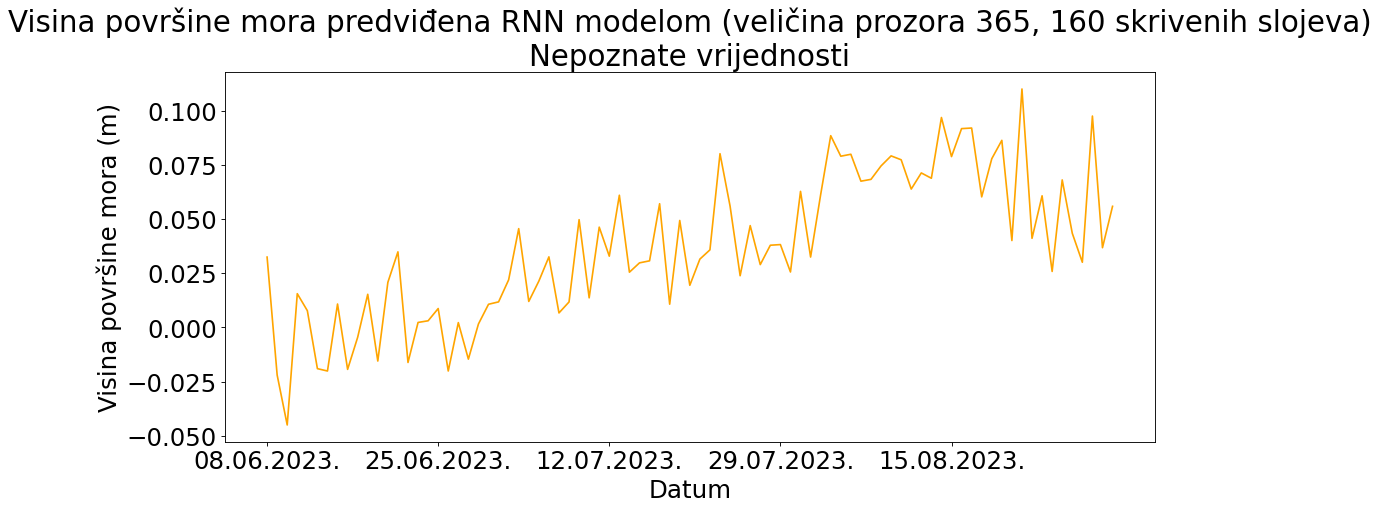 Visina površine mora predviđena RNN modelom (veličina prozora 365, 160 skrivenih slojeva)
Nepoznate vrijednosti
Visina površine mora (m)
0.100
0.075
0.050
0.025
0.000
−0.025
−0.050
08.06.2023. 25.06.2023. 12.07.2023. 29.07.2023. 15.08.2023.
Datum